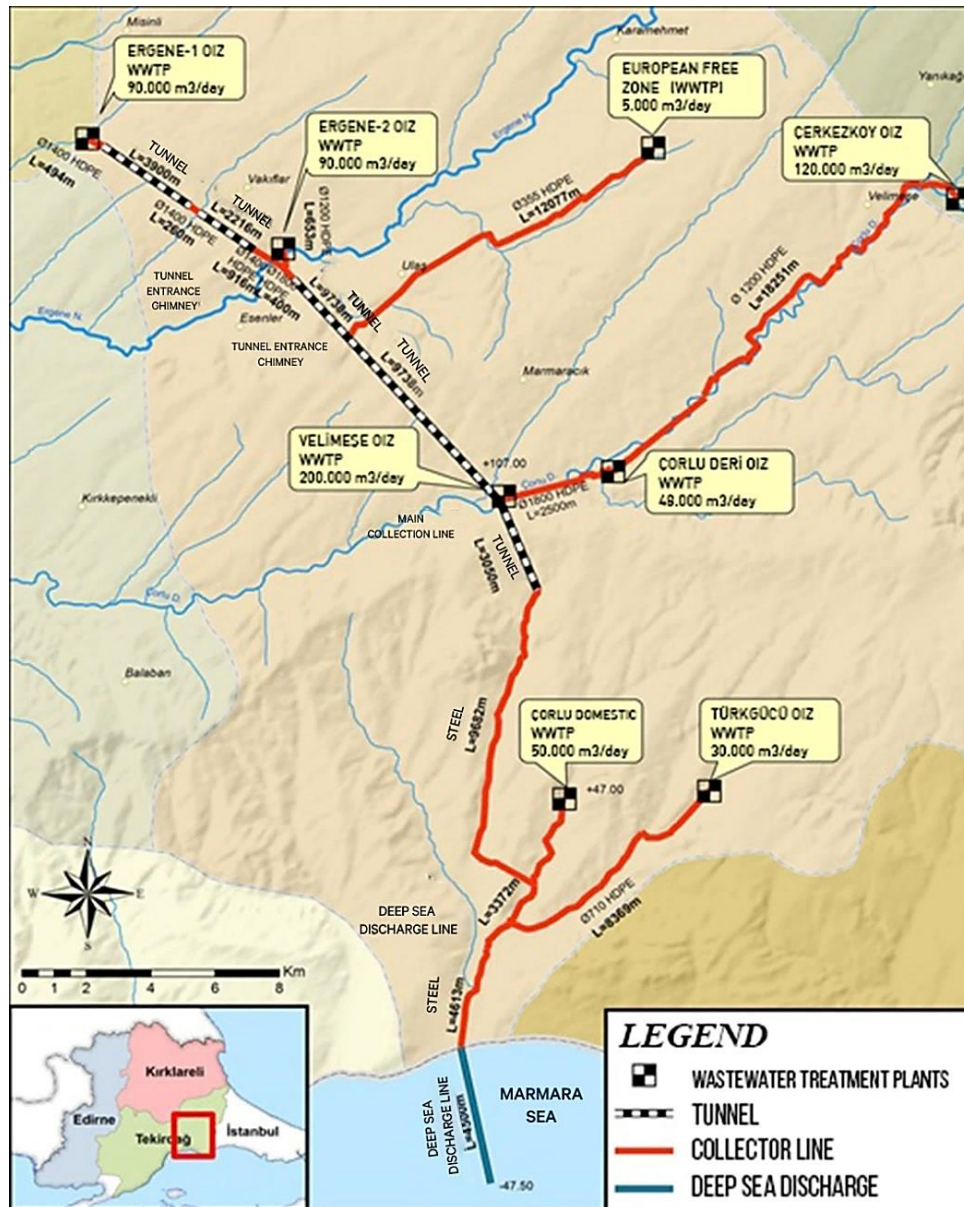 Misinli
Karamehmet
ERGENE-1 OIZ
WWTP
90.000 m3/day
EUROPEAN FREE
ZONE (WWTP)
5.000 m3/day
ERGENE-2 OIZ
WWTP
90.000 m3/day
ÇERKEZKOY OIZ
WWTP
120.000 m3/day
Ergene N.
Ø1400 HDPE
L=494m
TUNNEL
L=3900m
Vakıflar
TUNNEL
L=2216m
Ø1400 HDPE
L=260m
Ø1200 HDPE
L=653m
Ø355 HDPE
L=12077m
Velimeşe
Ulaş
L=916m
L=400m
TUNNEL
ENTRANCE
GHIMNEY
Ergene N.
Esenler
TUNNEL
L=9738m
TUNNEL ENTRANCE
CHIMNEY
TUNNEL
L=9738m
Ø 1200 HDPE
L=18251m
Marmaracık
VELİMEŞE OIZ
WWTP
200.000 m3/day
+107.00
Çorlu D.
ÇORLU DERİ OIZ
WWTP
48.000 m3/day
Ø1800 HDPE
L=2500m
Kırkkepenekli
MAIN
COLLECTION LINE
TUNNEL
L=3050m
Çorlu D.
Balaban
STEEL
L=9682m
ÇORLU DOMESTIC
WWTP
50.000 m3/day
TÜRKGÜCÜ OIZ
WWTP
30.000 m3/day
+47.00
N
W
E
S
L=3372m
Ø710 HDPE
L=8369m
DEEP SEA
DISCHARGE LINE
STEEL
L=4613m
0 2 4 6 8
Km
DEEP SEA
DISCHARGE LINE
L=4500m
MARMARA
SEA
-47.50
Kırklareli
Edirne
Tekirdağ
İstanbul
LEGEND
WASTEWATER TREATMENT PLANTS
TUNNEL
COLLECTOR LINE
DEEP SEA DISCHARGE